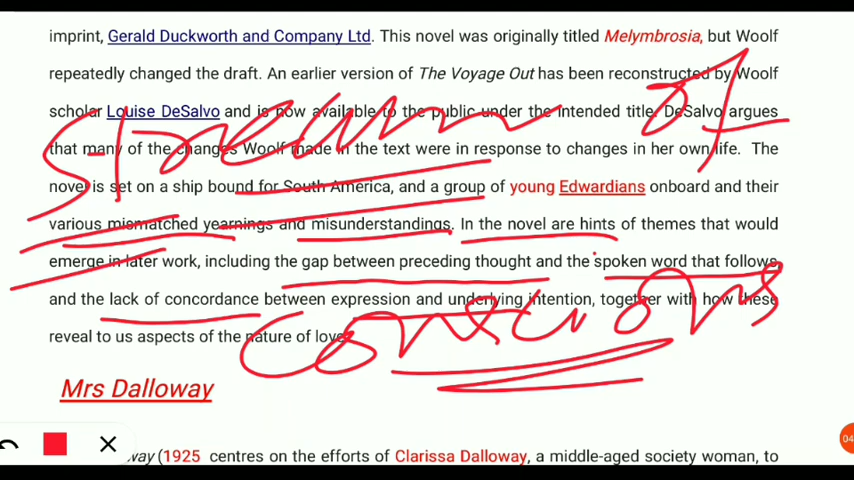 imprint, Gerald Duckworth and Company Ltd. This novel was originally titled Melymbrosia, but Woolf
repeatedly changed the draft. An earlier version of The Voyage Out has been reconstructed by Woolf
scholar Louise DeSalvo and is now available to the public under the intended title. DeSalvo argues
that many of the changes Woolf made in the text were in response to changes in her own life. The
novel is set on a ship bound for South America, and a group of young Edwardians onboard and their
various mismatched yearnings and misunderstandings. In the novel are hints of themes that would
emerge in later work, including the gap between preceding thought and the spoken word that follows,
and the lack of concordance between expression and underlying intention, together with how these
reveal to us aspects of the nature of love.
Stream of
conscious
Mrs Dalloway
way (1925 centres on the efforts of Clarissa Dalloway, a middle-aged society woman, to
04